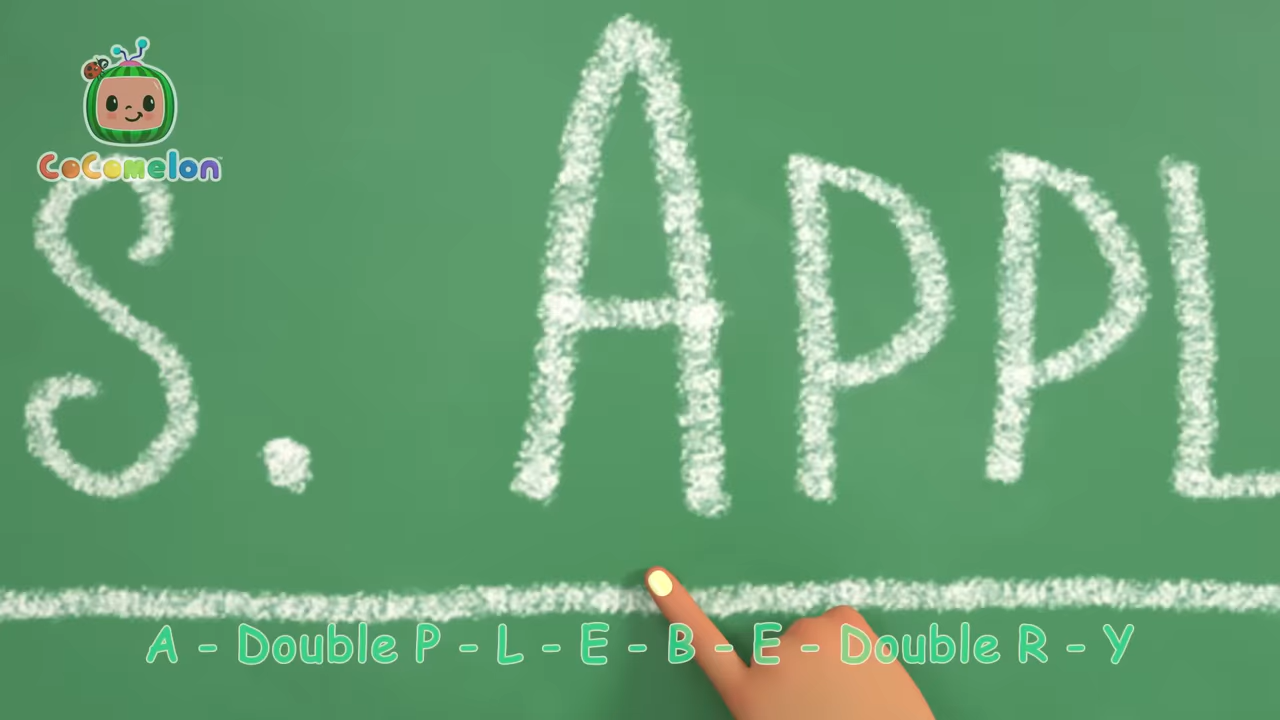 CoComelon
S. APPL
A - Double P - L - E - B - E - Double R - Y